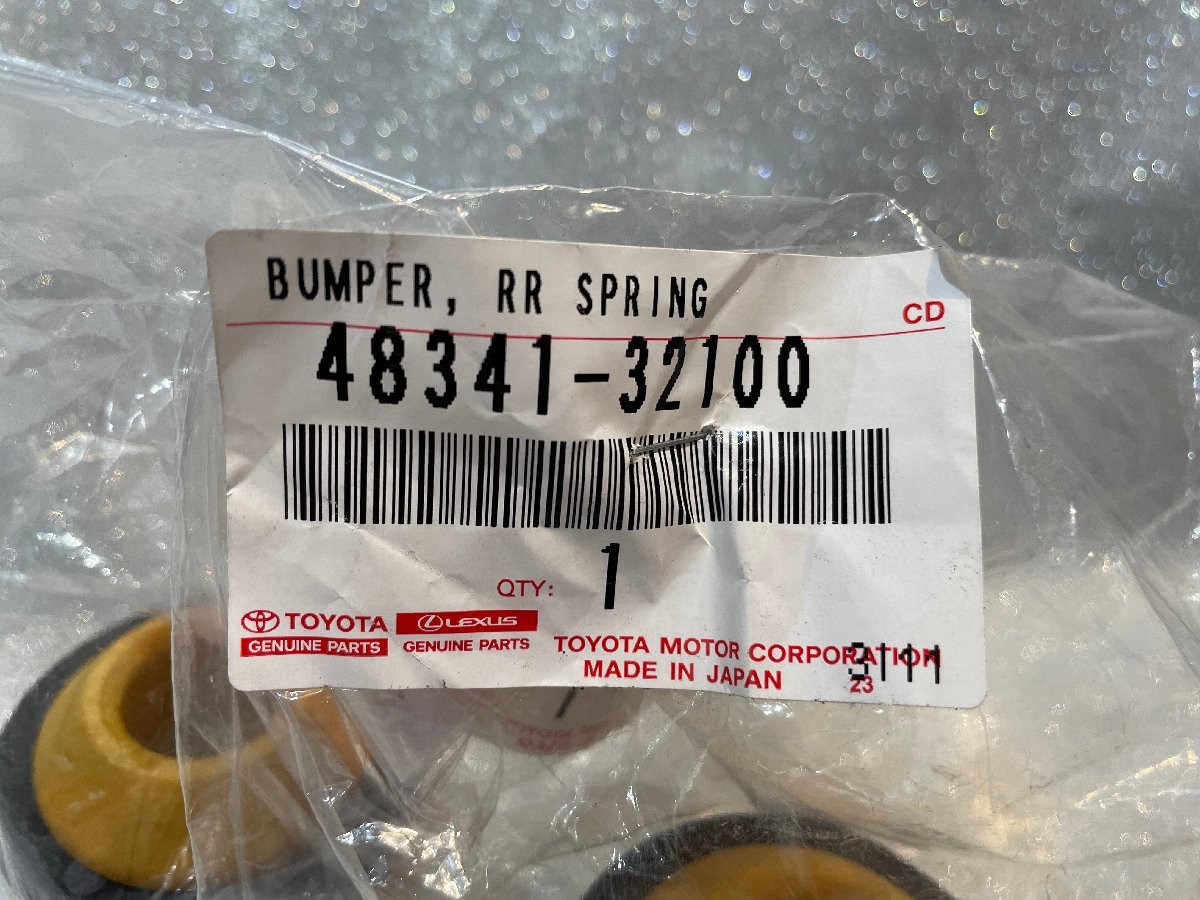 BUMPER, RR SPRING
CD
48341-32100
QTY: 1
TOYOTA
GENUINE PARTS
LEXUS
GENUINE PARTS
TOYOTA MOTOR CORPORATION
MADE IN JAPAN
23